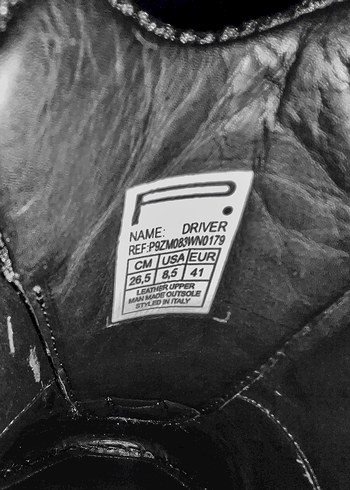 NAME: DRIVER
REF:P9ZM083WN0179
CM USA EUR
26,5 8,5 41
LEATHER UPPER
MAN MADE OUTSOLE
STYLED IN ITALY